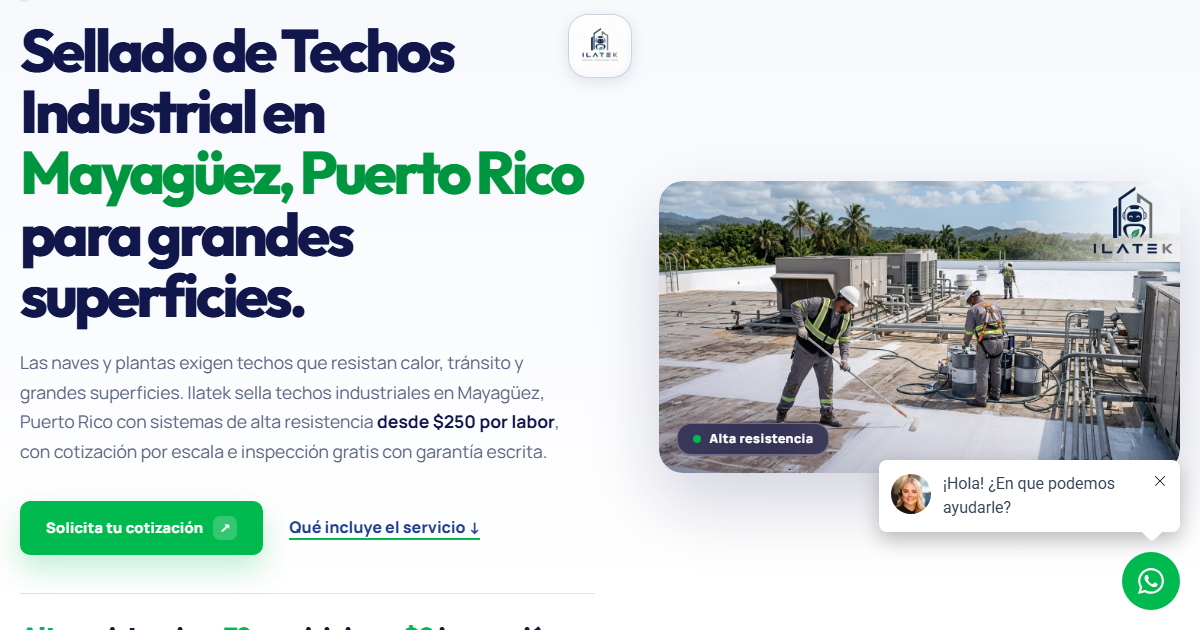 Sellado de Techos
Industrial en
Mayagüez, Puerto Rico
para grandes
superficies.
Las naves y plantas exigen techos que resistan calor, tránsito y
grandes superficies. Ilatek sella techos industriales en Mayagüez,
Puerto Rico con sistemas de alta resistencia desde $250 por labor,
con cotización por escala e inspección gratis con garantía escrita.
Solicita tu cotización ↗
Qué incluye el servicio ↓
ILATEK
ILATEK
Alta resistencia
¡Hola! ¿En que podemos
ayudarle?